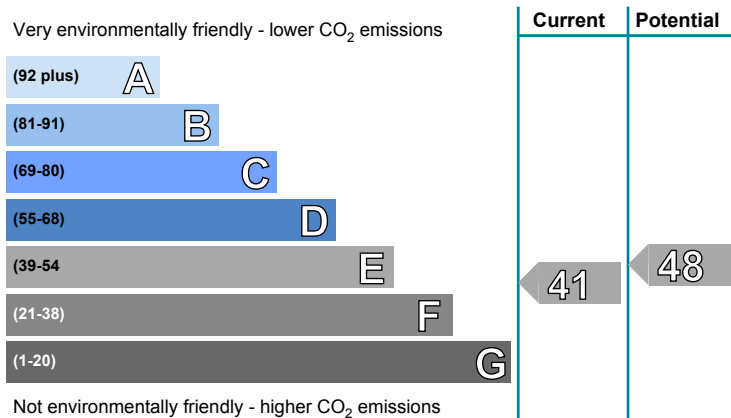 Current Potential
Very environmentally friendly - lower CO₂ emissions
(92 plus) A
(81-91) B
(69-80) C
(55-68) D
(39-54 E
41 48
(21-38) F
(1-20) G
Not environmentally friendly - higher CO₂ emissions